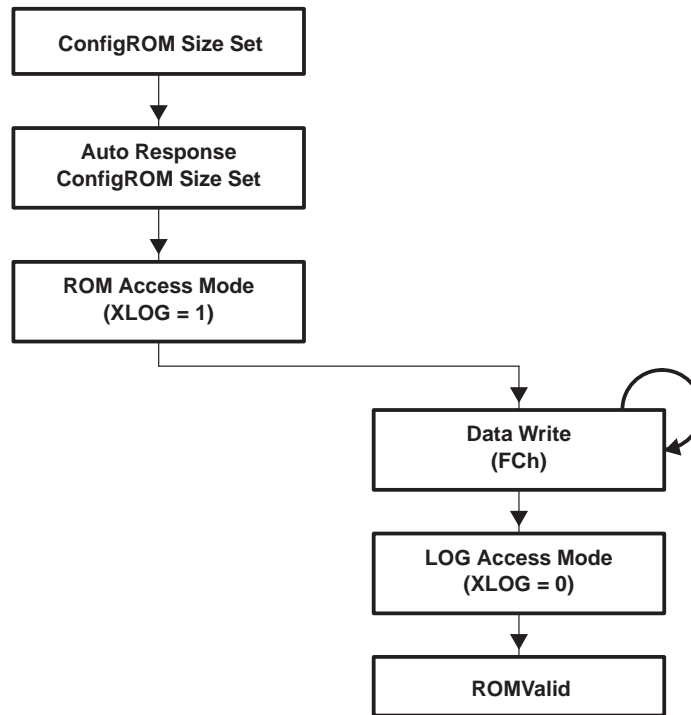 ConfigROM Size Set
Auto Response
ConfigROM Size Set
ROM Access Mode
(XLOG = 1)
Data Write
(FCh)
LOG Access Mode
(XLOG = 0)
ROMValid